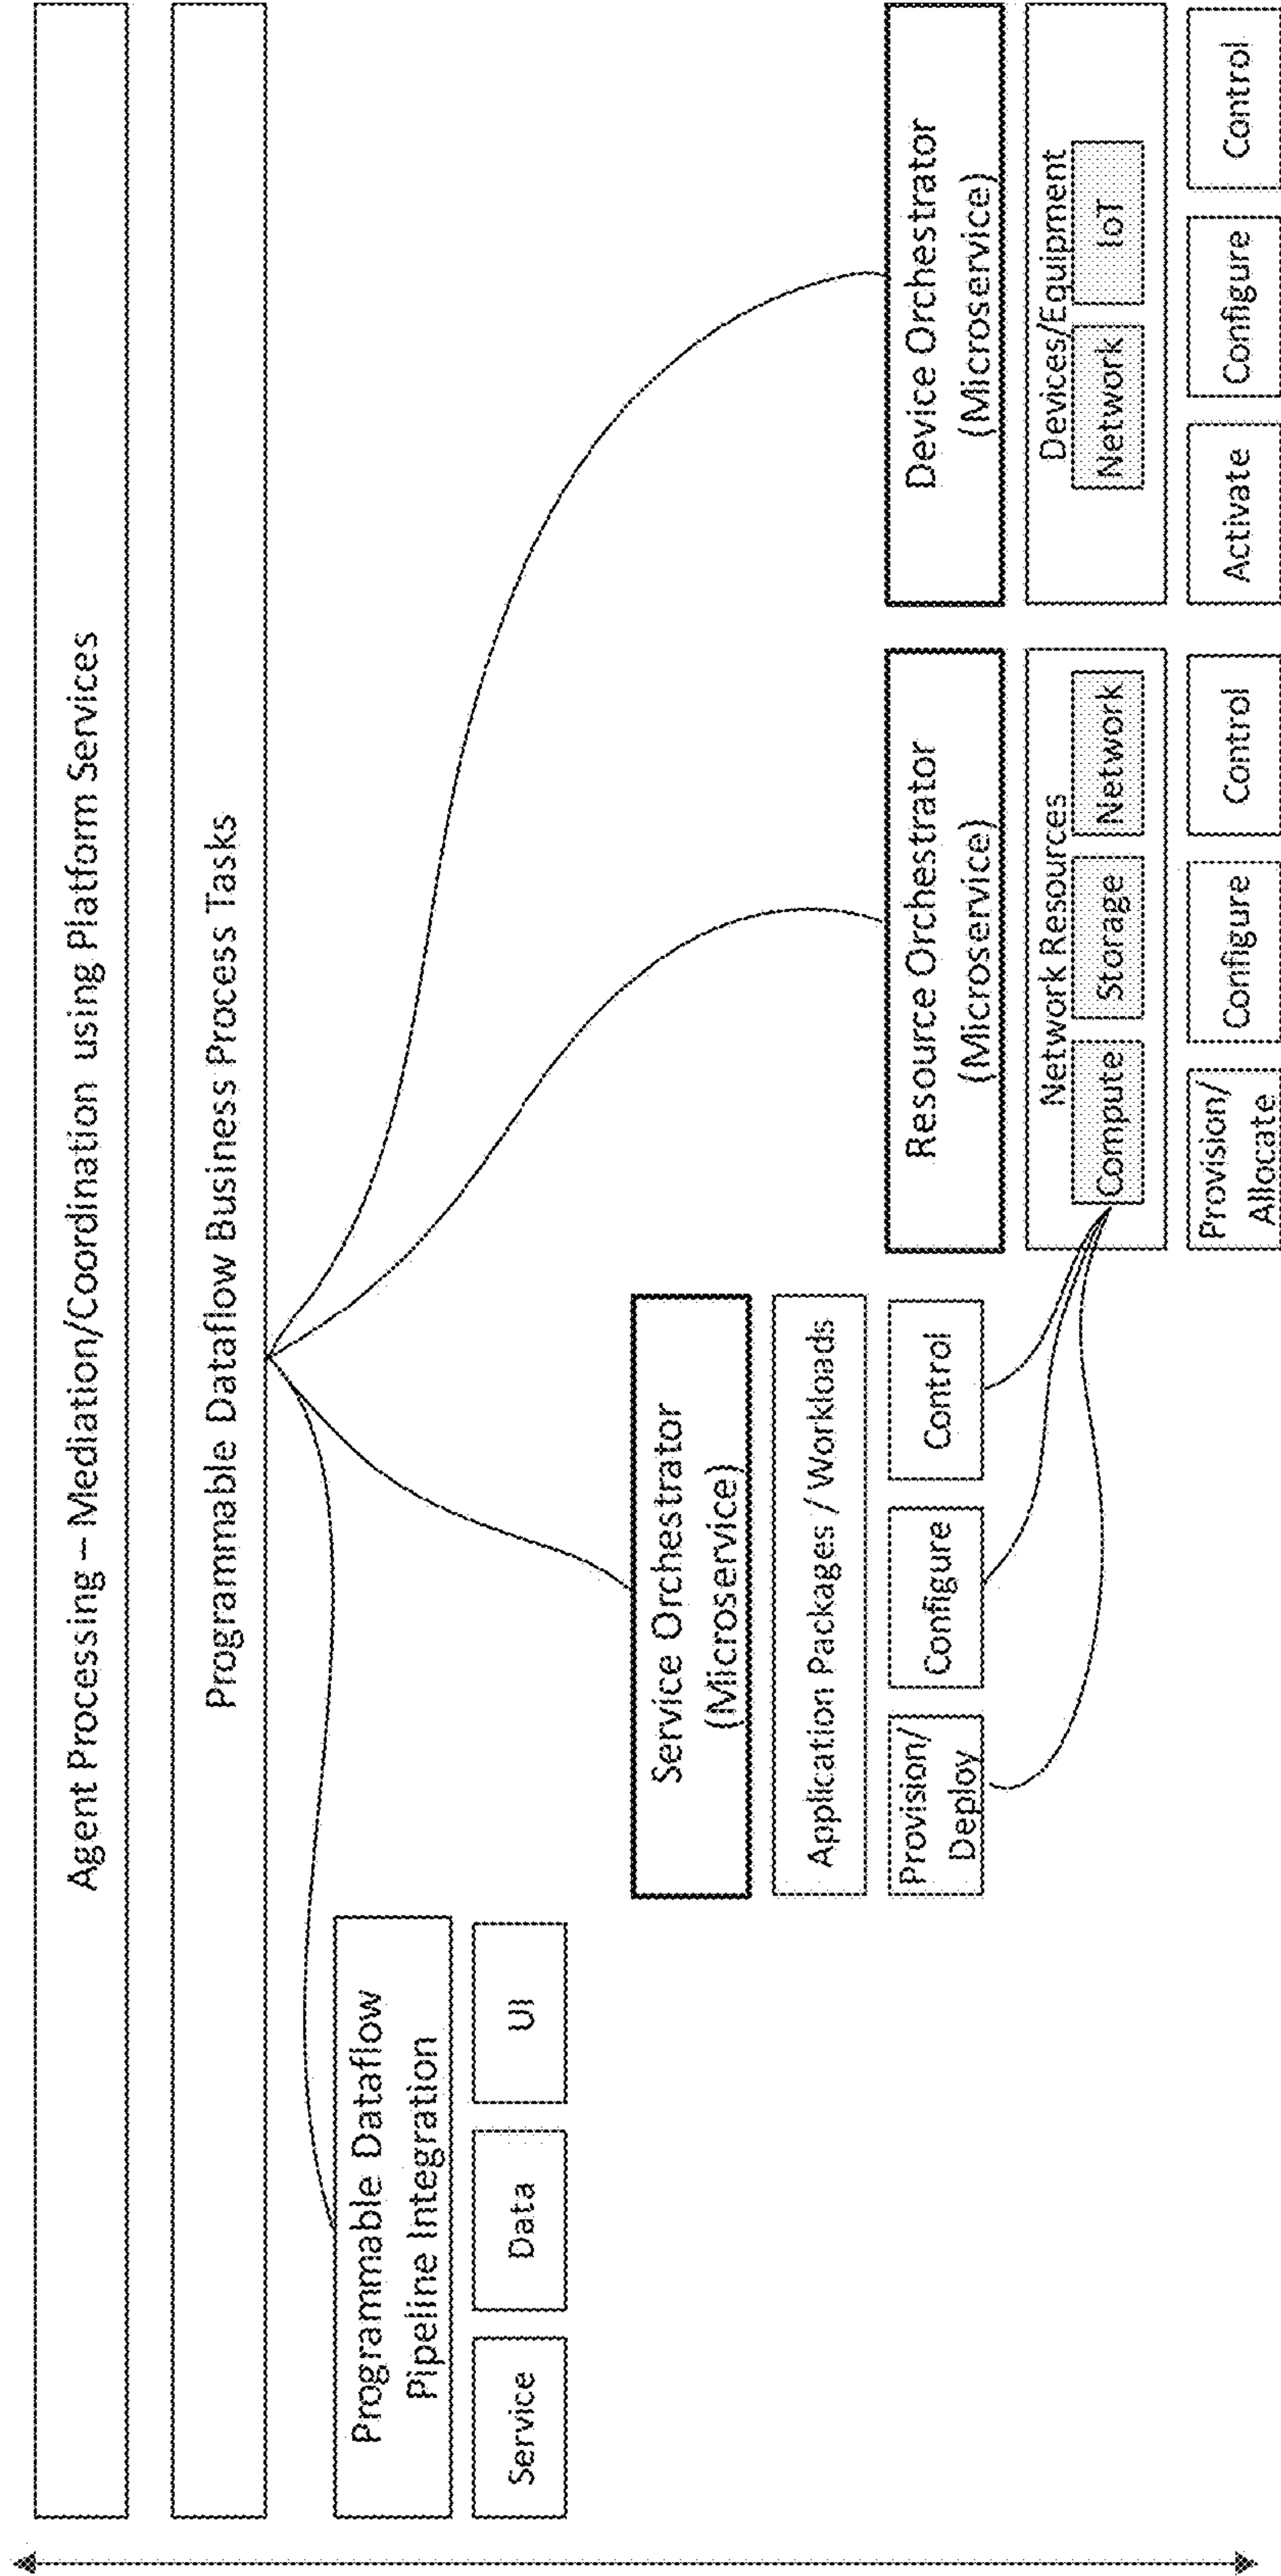 Agent Processing – Mediation/Coordination using Platform Services
Programmable Dataflow Business Process Tasks
Programmable Dataflow
Pipeline Integration
Service
Data
UI
Service Orchestrator
(Microservice)
Application Packages / Workloads
Provision/
Deploy
Configure
Control
Resource Orchestrator
(Microservice)
Network Resources
Compute
Storage
Network
Provision/
Allocate
Configure
Control
Device Orchestrator
(Microservice)
Devices/Equipment
Network
IoT
Activate
Configure
Control